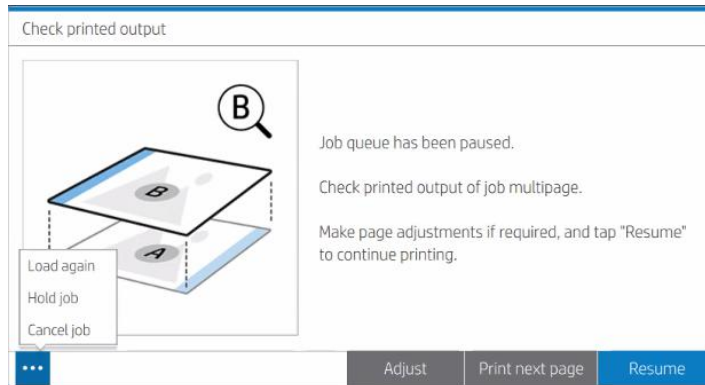 Check printed output
B
Job queue has been paused.
Check printed output of job multipage.
B
Make page adjustments if required, and tap "Resume"
to continue printing.
A
Load again
Hold job
Cancel job
Adjust
Print next page
Resume